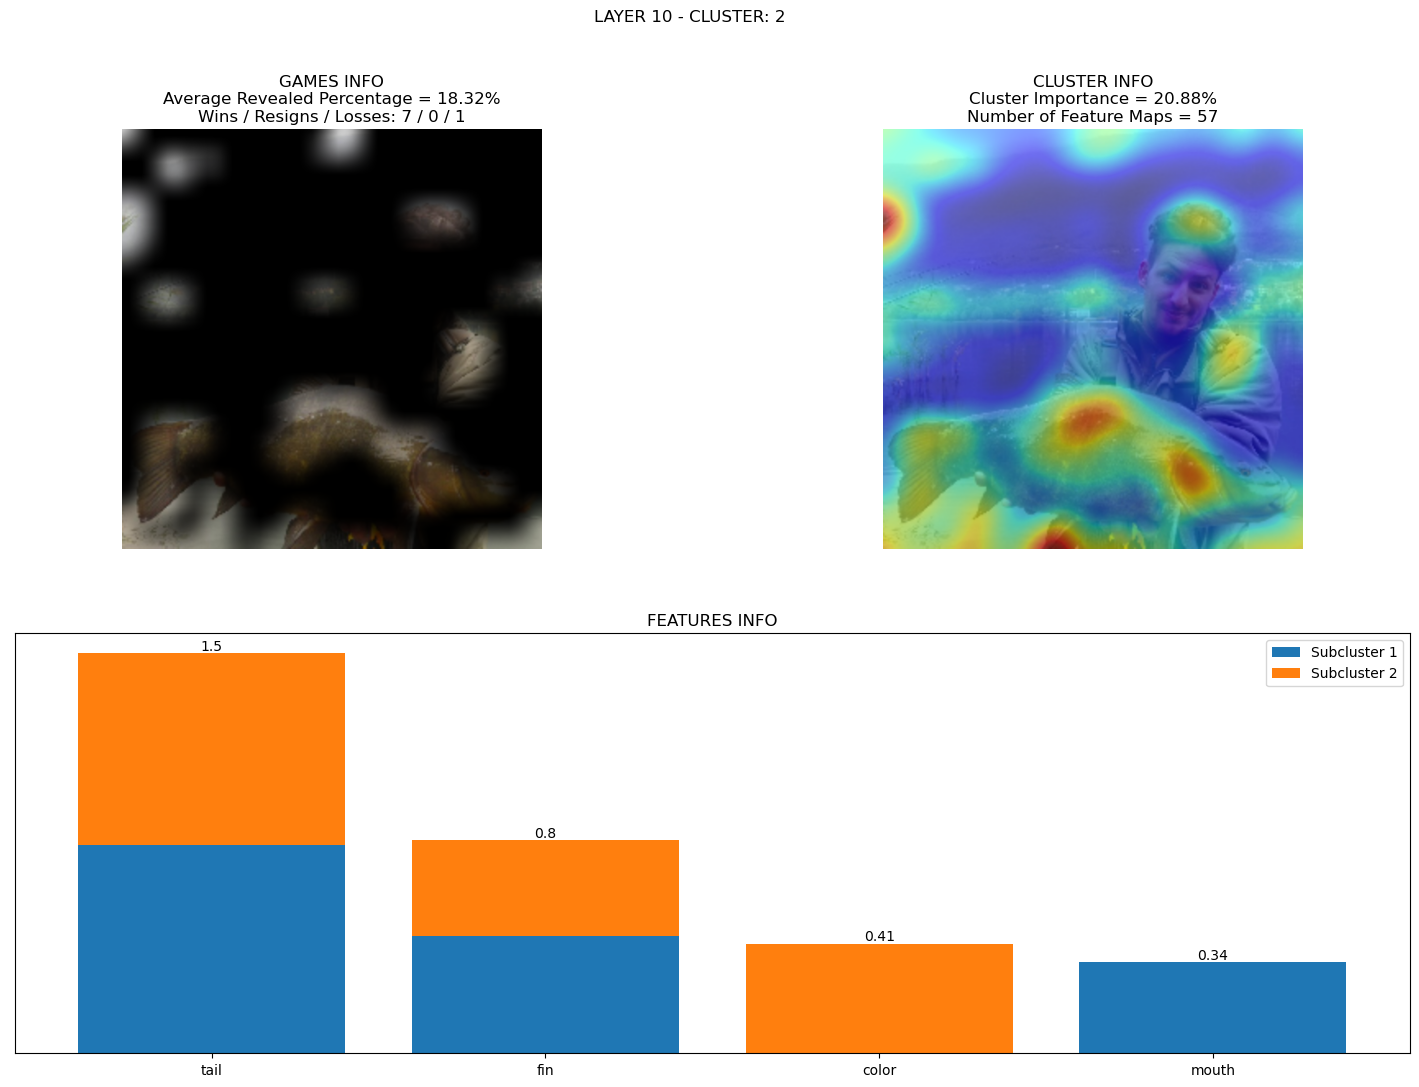 LAYER 10 - CLUSTER: 2
GAMES INFO
Average Revealed Percentage = 18.32%
Wins / Resigns / Losses: 7 / 0 / 1
CLUSTER INFO
Cluster Importance = 20.88%
Number of Feature Maps = 57
FEATURES INFO
Subcluster 1
Subcluster 2
1.5
0.8
0.41
0.34
tail
fin
color
mouth